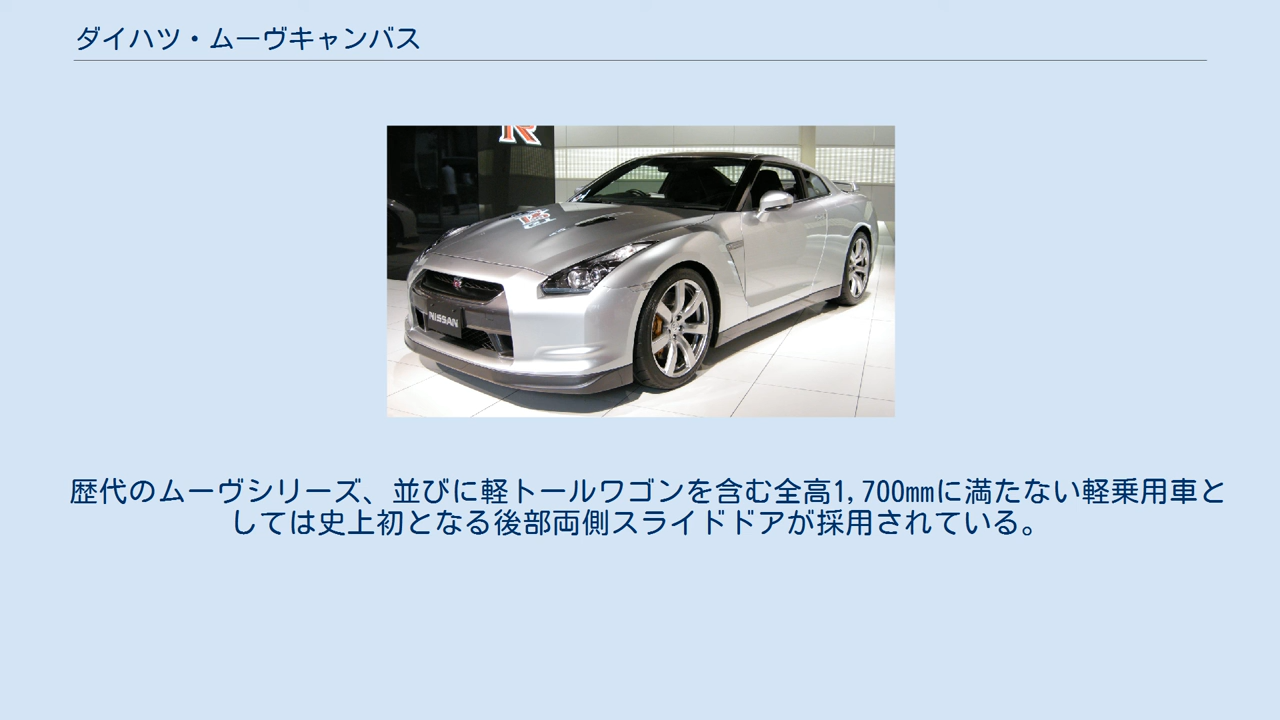 ダイハツ・ムーヴキャンバス
R
NISSAN
歴代のムーヴシリーズ、並びに軽トールワゴンを含む全高1,700mmに満たない軽乗用車と
しては史上初となる後部両側スライドドアが採用されている。